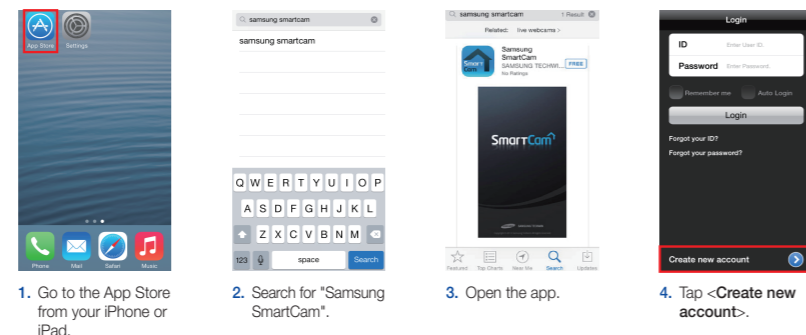 App Store
Settings
Phone
Mail
Safari
Music
1. Go to the App Store
from your iPhone or
iPad.
samsung smartcam
samsung smartcam
Q W E R T Y U I O P
A S D F G H J K L
Z X C V B N M
123
space
Search
2. Search for "Samsung
SmartCam".
samsung smartcam
1 Result
Related: live webcams >
Smart
Cam
Samsung
SmartCam
SAMSUNG TECHWI...
No Ratings
FREE
SmarTCam
Featured
Top Charts
Near Me
Search
Updates
3. Open the app.
Login
ID
Enter User ID.
Password
Enter Password.
Remember me
Auto Login
Login
Forgot your ID?
Forgot your password?
Create new account
4. Tap <Create new
account>.